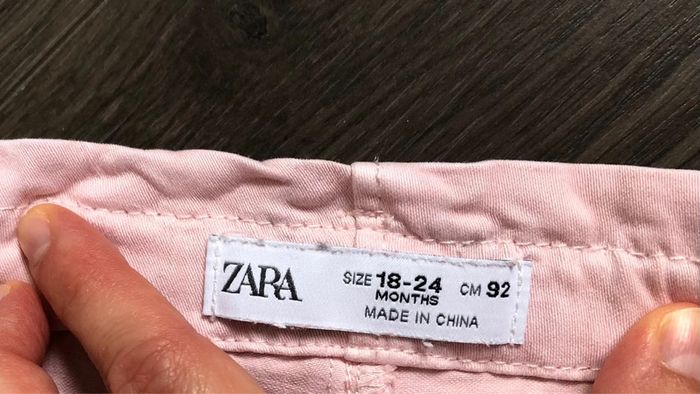 ZARA
SIZE 18-24 CM 92
MONTHS
MADE IN CHINA